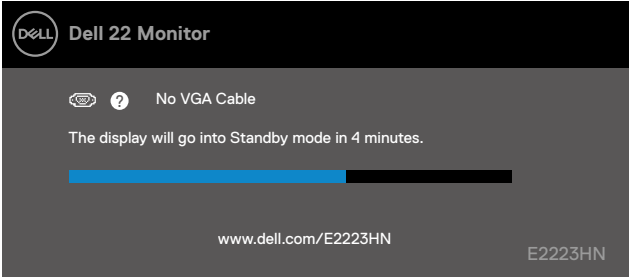 DELL Dell 22 Monitor
? No VGA Cable
The display will go into Standby mode in 4 minutes.
www.dell.com/E2223HN
E2223HN